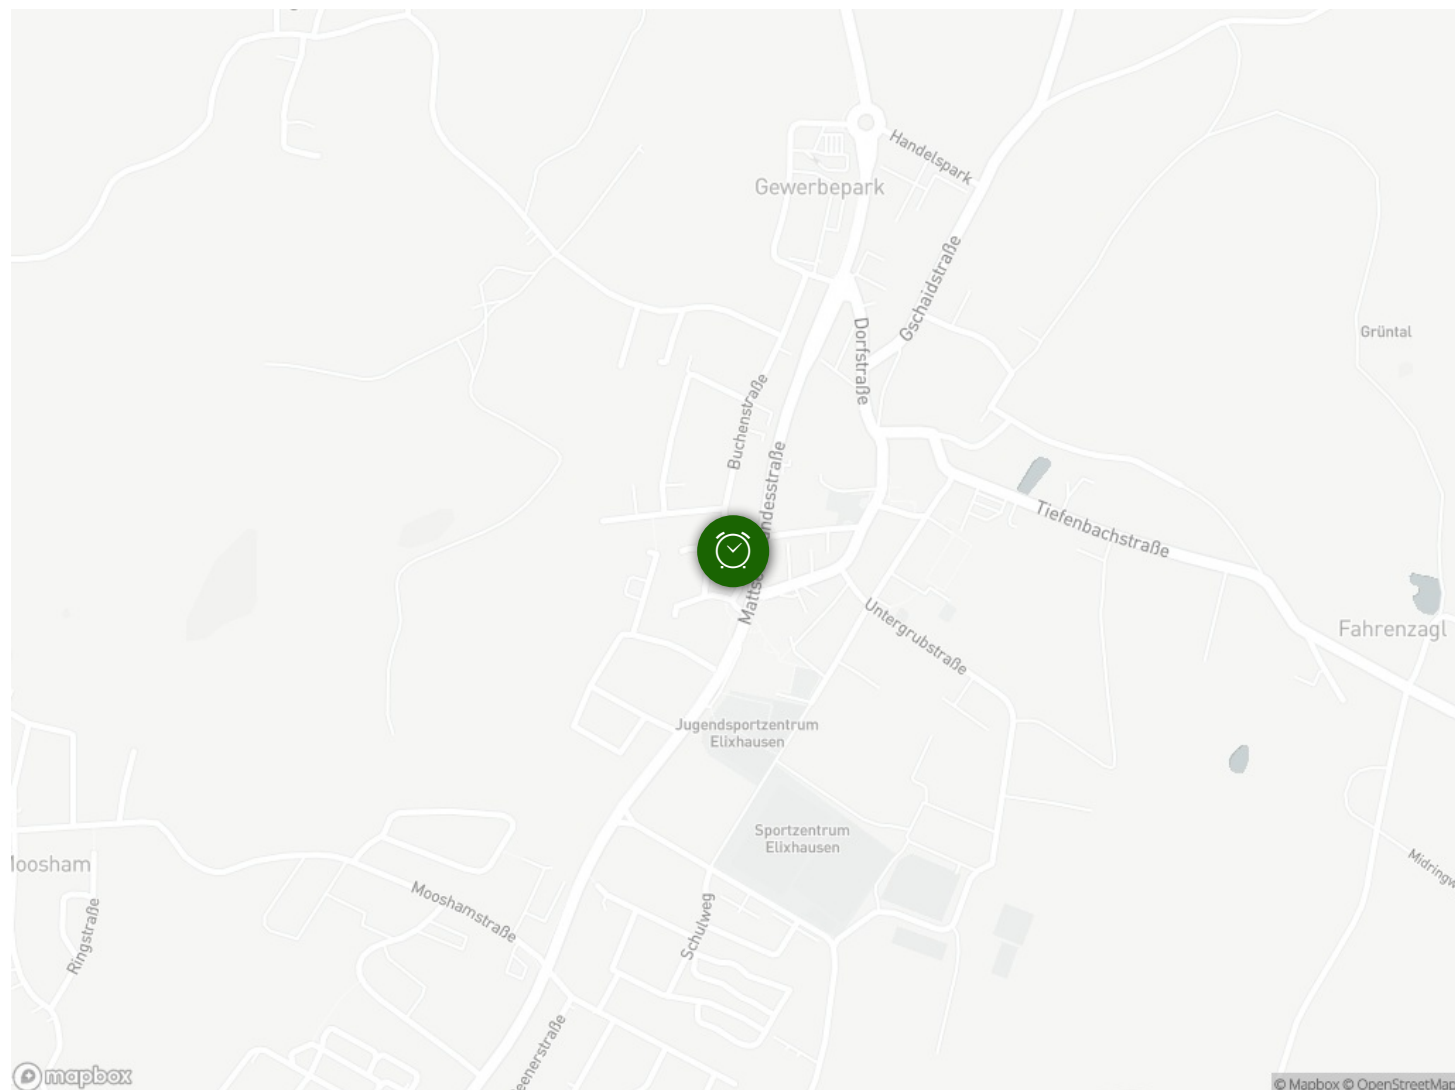 Handelspark
Gewerbepark
Gschaidstraße
Dorfstraße
Grüntal
Buchenstraße
Tiefenbachstraße
Untergrubstraße
Fahrenzagl
Jugendsportzentrum
Elixhausen
Sportzentrum
Elixhausen
Mooshamstraße
Schulweg
Ringstraße
mapbox
© Mapbox © OpenStreetMap